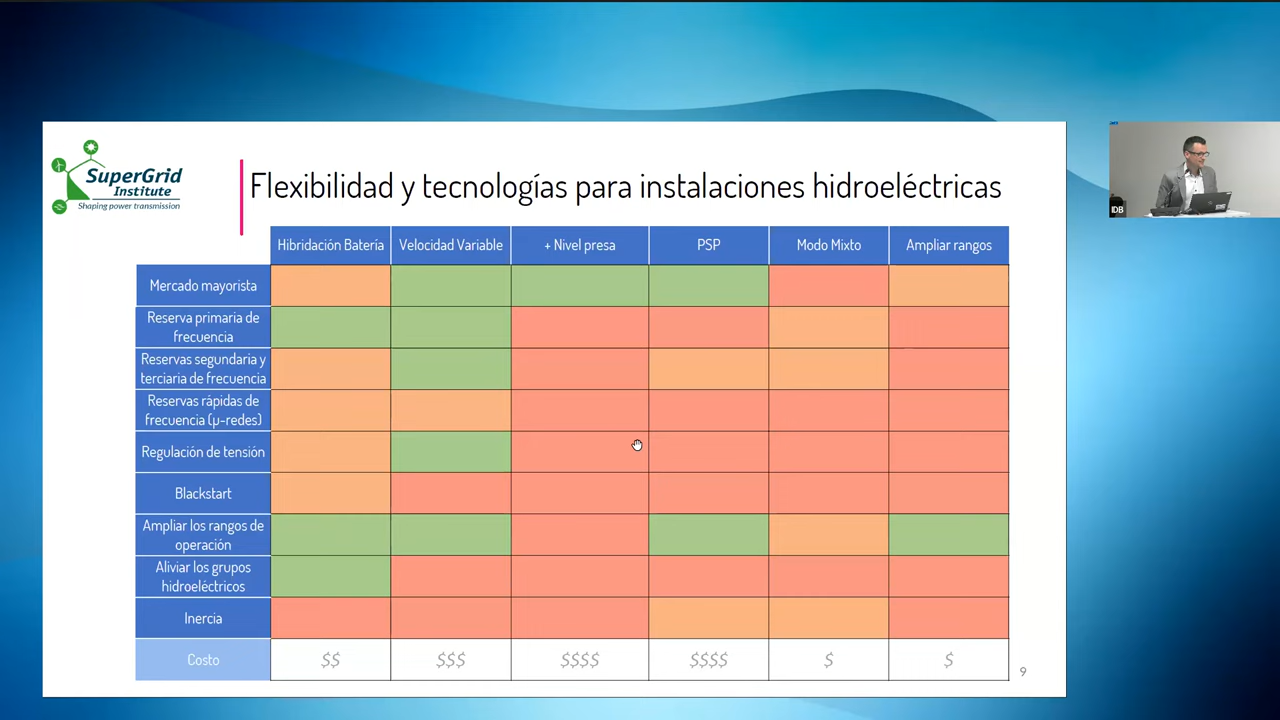 SuperGrid
Institute
Shaping power transmission
Flexibilidad y tecnologías para instalaciones hidroeléctricas
Hibridación Batería
Velocidad Variable
+ Nivel presa
PSP
Modo Mixto
Ampliar rangos
Mercado mayorista
Reserva primaria de
frecuencia
Reservas segundaria y
terciaria de frecuencia
Reservas rápidas de
frecuencia (µ-redes)
Regulación de tensión
Blackstart
Ampliar los rangos de
operación
Aliviar los grupos
hidroeléctricos
Inercia
Costo
$$
$$$
$$$$
$$$$
$
$
9
IDB